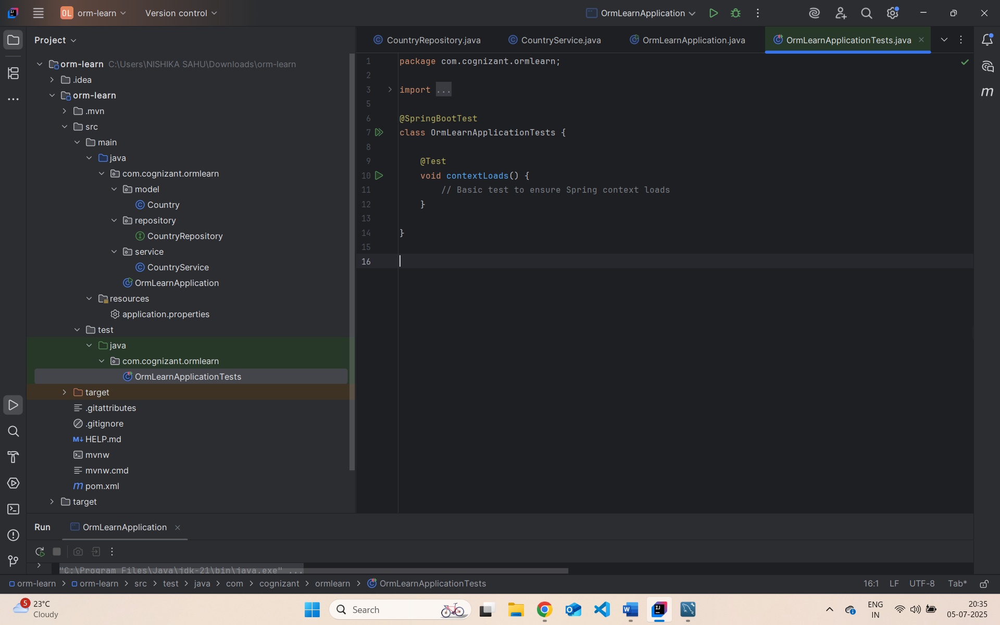 OL orm-learn Version control OrmLearnApplication
Project
orm-learn C:\Users\NISHIKA SAHU\Downloads\orm-learn
.idea
orm-learn
.mvn
src
main
java
com.cognizant.ormlearn
model
Country
repository
CountryRepository
service
CountryService
OrmLearnApplication
resources
application.properties
test
java
com.cognizant.ormlearn
OrmLearnApplicationTests
target
.gitattributes
.gitignore
M↓ HELP.md
mvnw
mvnw.cmd
m pom.xml
target
CountryRepository.java CountryService.java OrmLearnApplication.java OrmLearnApplicationTests.java
1 package com.cognizant.ormlearn;
2
3 import ...
5
6 @SpringBootTest
7 class OrmLearnApplicationTests {
8
9 @Test
10 void contextLoads() {
11 // Basic test to ensure Spring context loads
12 }
13
14 }
15
16
m
Run OrmLearnApplication
"C:\Program Files\Java\jdk-21\bin\java.exe" ...
orm-learn > orm-learn > src > test > java > com > cognizant > ormlearn > OrmLearnApplicationTests 16:1 LF UTF-8 Tab*
5 23°C
Cloudy
Search
ENG
IN
20:35
05-07-2025